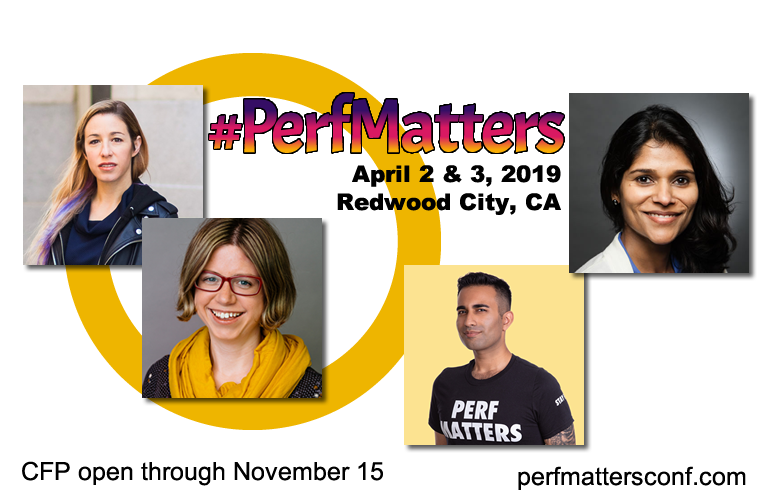 #PerfMatters
April 2 & 3, 2019
Redwood City, CA
PERF
MATTERS
CFP open through November 15
perfmattersconf.com